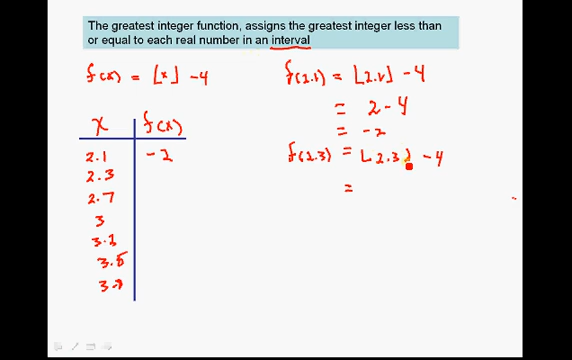 The greatest integer function, assigns the greatest integer less than
or equal to each real number in an interval
f(x) = ⌊x⌋ -4
x f(x)
2.1 -2
2.3
2.7
3
3.5
f(2.1) = ⌊2.1⌋ -4
= 2-4
= -2
f(2.3) = ⌊2.3⌋ -4
=